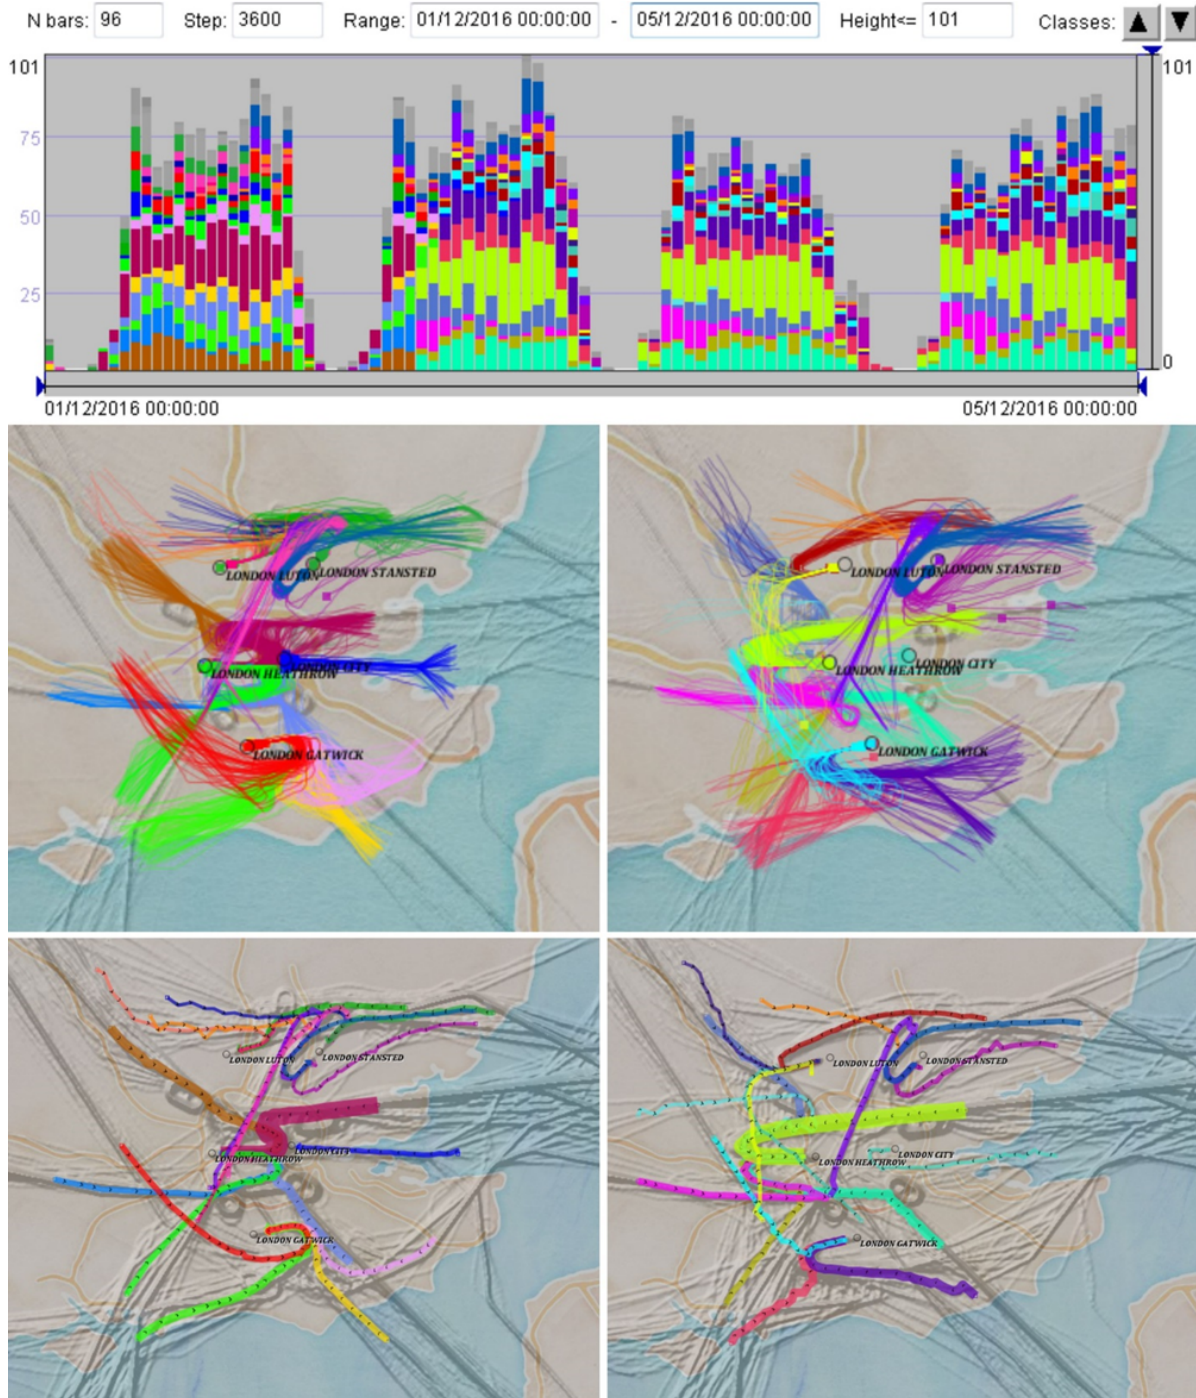 N bars: 96 Step: 3600 Range: 01/12/2016 00:00:00 - 05/12/2016 00:00:00 Height<= 101 Classes:
101 101
75
50
25
0
01/12/2016 00:00:00 05/12/2016 00:00:00
LONDON LUTON LONDON STANSTED
LONDON CITY
LONDON HEATHROW
LONDON GATWICK
LONDON LUTON LONDON STANSTED
LONDON CITY
LONDON HEATHROW
LONDON GATWICK
LONDON LUTON LONDON STANSTED
LONDON HEATHROW LONDON CITY
LONDON GATWICK
LONDON LUTON LONDON STANSTED
LONDON HEATHROW LONDON CITY
LONDON GATWICK